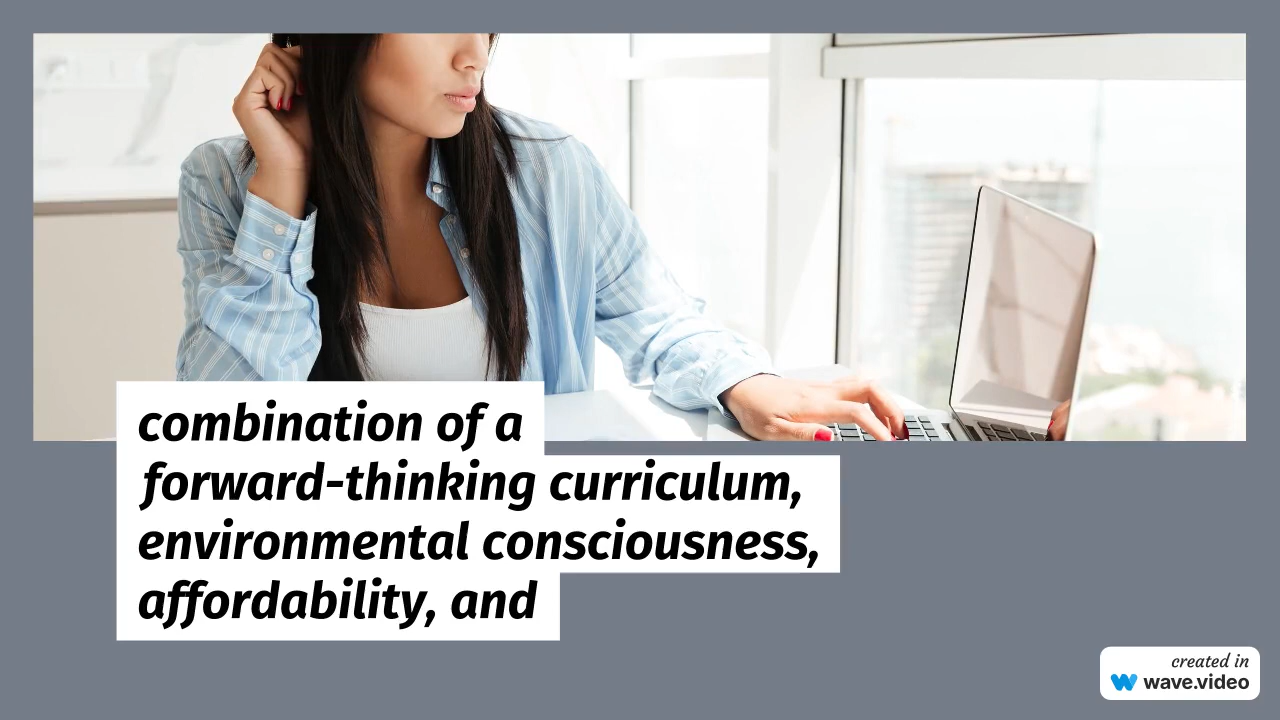 combination of a
forward-thinking curriculum,
environmental consciousness,
affordability, and
created in
wave.video